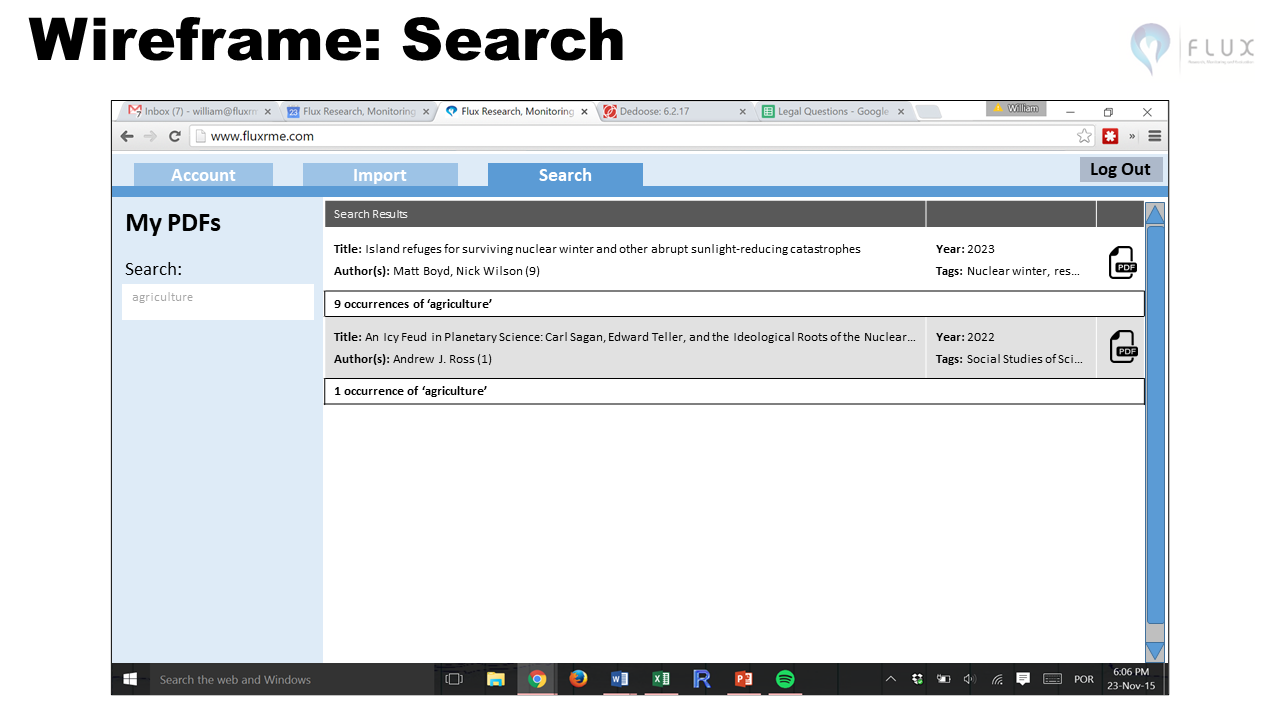 Wireframe: Search
FLUX
Inbox (7) - william@fluxrm
Flux Research, Monitoring
Flux Research, Monitoring
Dedoose: 6.2.17
Legal Questions - Google
William
www.fluxrme.com
Account
Import
Search
Log Out
My PDFs
Search:
agriculture
Search Results
Title: Island refuges for surviving nuclear winter and other abrupt sunlight-reducing catastrophes
Year: 2023
Author(s): Matt Boyd, Nick Wilson (9)
Tags: Nuclear winter, res...
PDF
9 occurrences of ‘agriculture’
Title: An Icy Feud in Planetary Science: Carl Sagan, Edward Teller, and the Ideological Roots of the Nuclear...
Year: 2022
Author(s): Andrew J. Ross (1)
Tags: Social Studies of Sci...
PDF
1 occurrence of ‘agriculture’
Search the web and Windows
POR
6:06 PM
23-Nov-15